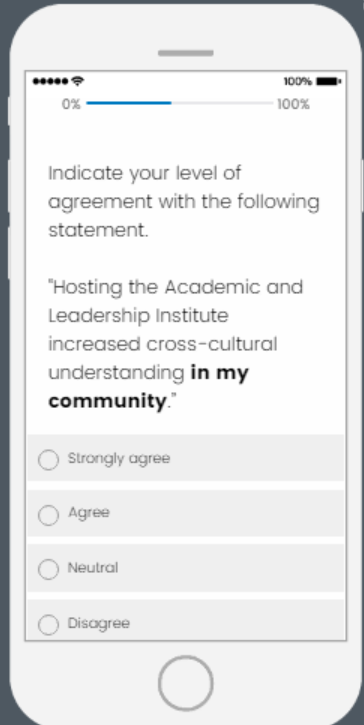 100%
0% 100%
Indicate your level of
agreement with the following
statement.
"Hosting the Academic and
Leadership Institute
increased cross-cultural
understanding in my
community."
Strongly agree
Agree
Neutral
Disagree